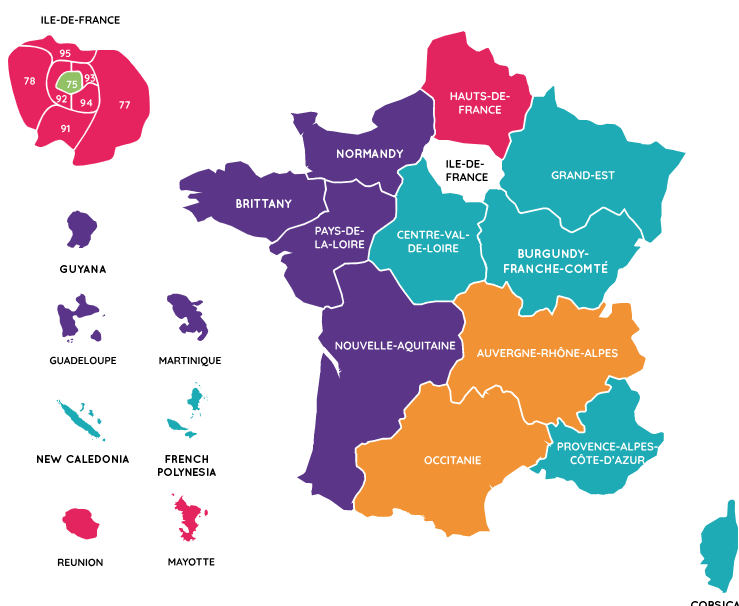 ILE-DE-FRANCE
95
78
93
75
92
94
77
91
HAUTS-DE-
FRANCE
NORMANDY
ILE-DE-
FRANCE
GRAND-EST
BRITTANY
PAYS-DE-
LA-LOIRE
CENTRE-VAL-
DE-LOIRE
BURGUNDY-
FRANCHE-COMTÉ
GUYANA
NOUVELLE-AQUITAINE
AUVERGNE-RHÔNE-ALPES
GUADELOUPE
MARTINIQUE
NEW CALEDONIA
FRENCH
POLYNESIA
OCCITANIE
PROVENCE-ALPES-
CÔTE-D'AZUR
REUNION
MAYOTTE
CORSICA